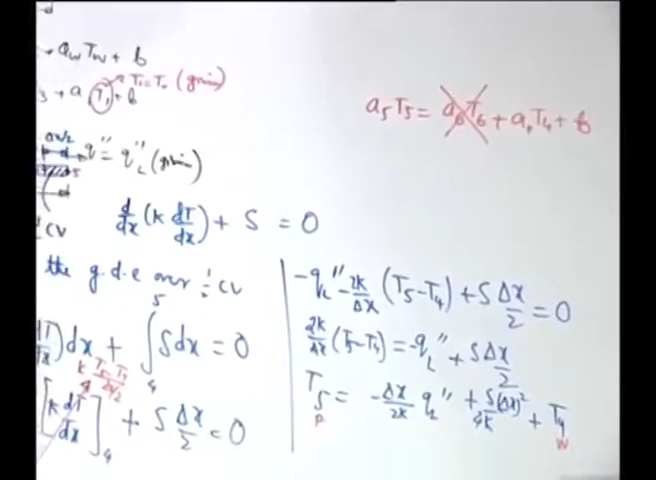 a_w T_w + b
+ a T_1 + b
T_1 = T_0 (given)
q'' = q''_L (given)
d/dx (k dT/dx) + S = 0
CV
the g.d.e over ½ CV
) dx + ∫_4^5 S dx = 0
[k dT/dx]_4 + S Δx/2 = 0
a_5 T_5 = a_6 T_6 + a_4 T_4 + b
-q''_L - 2k/Δx (T_5 - T_4) + S Δx/2 = 0
2k/Δx (T_5 - T_4) = -q''_L + S Δx/2
T_5 = -Δx/2k q''_L + S(Δx)²/4k + T_4
P
W